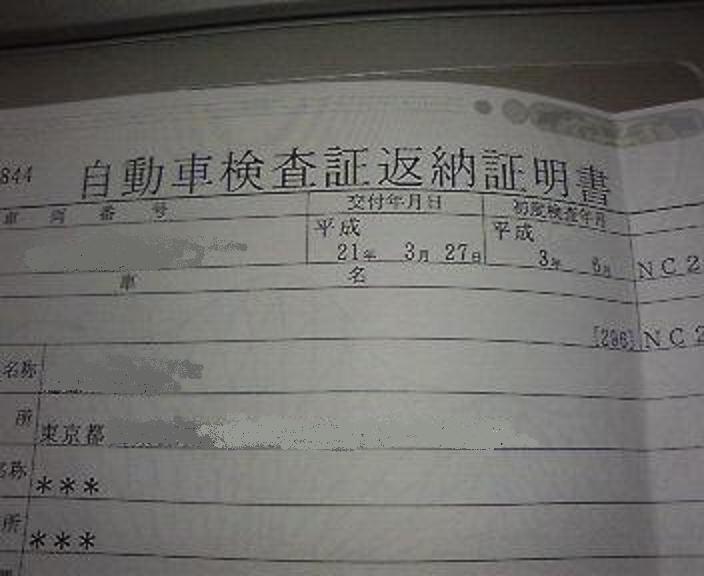 844 自動車検査証返納証明書
車両番号 交付年月日 初度検査年月
平成 平成
21年 3月 27日 3年 8月 NC2
車名
[296] NC2
名称
所 東京都
名称 ***
所 ***